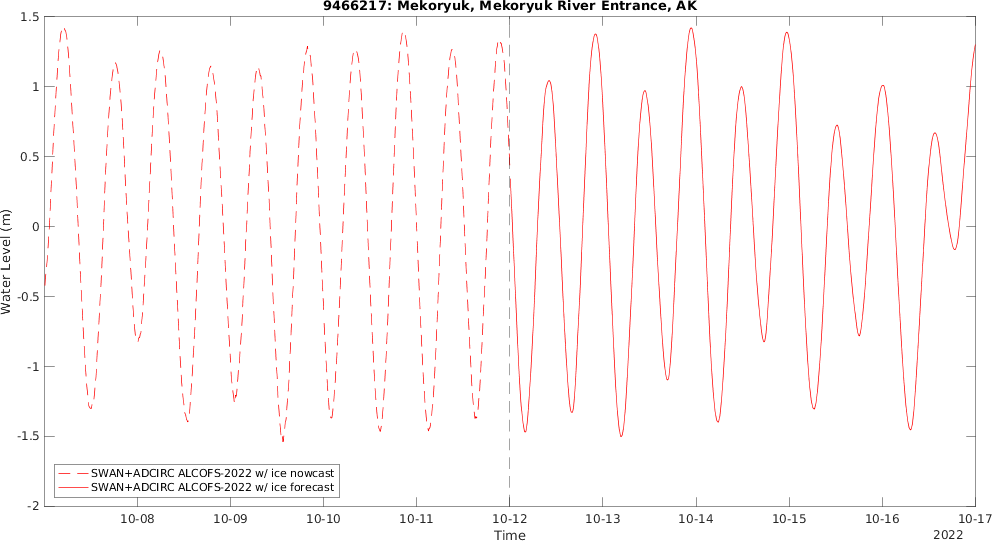 9466217: Mekoryuk, Mekoryuk River Entrance, AK
1.5
1
0.5
0
-0.5
-1
-1.5
-2
Water Level (m)
SWAN+ADCIRC ALCOFS-2022 w/ ice nowcast
SWAN+ADCIRC ALCOFS-2022 w/ ice forecast
10-08 10-09 10-10 10-11 10-12 10-13 10-14 10-15 10-16 10-17
Time
2022